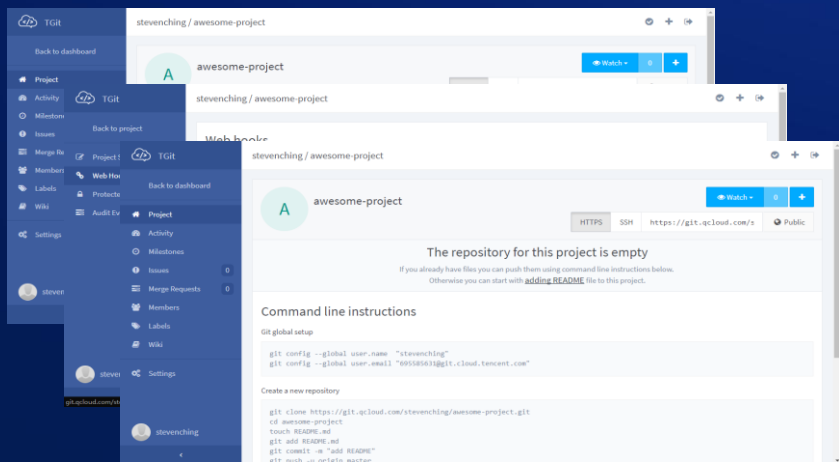 TGit
stevenching / awesome-project
Back to dashboard
A
awesome-project
Watch
0
Project
Activity
Issues
Members
Labels
Wiki
Settings
TGit
stevenching / awesome-project
Back to project
Web hooks
TGit
stevenching / awesome-project
Back to dashboard
A
awesome-project
Watch
0
HTTPS
SSH
https://git.qcloud.com/s
Public
Project
Activity
Milestones
Issues 0
Merge Requests 0
Members
Labels
Wiki
Settings
stevenching
The repository for this project is empty
If you already have files you can push them using command line instructions below.
Otherwise you can start with adding README file to this project.
Command line instructions
Git global setup
git config --global user.name "stevenching"
git config --global user.email "605585631@git.cloud.tencent.com"
Create a new repository
git clone https://git.qcloud.com/stevenching/awesome-project.git
cd awesome-project
touch README.md
git add README.md
git commit -m "add README"
git push -u origin master